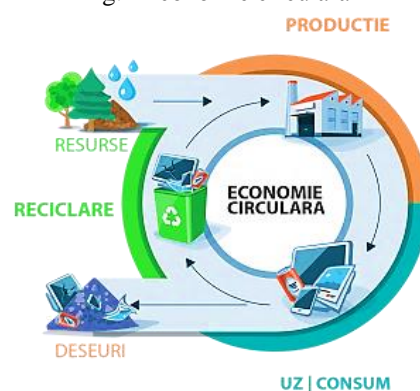 PRODUCTIE
RESURSE
ECONOMIE
CIRCULARA
RECICLARE
DESEURI
UZ | CONSUM